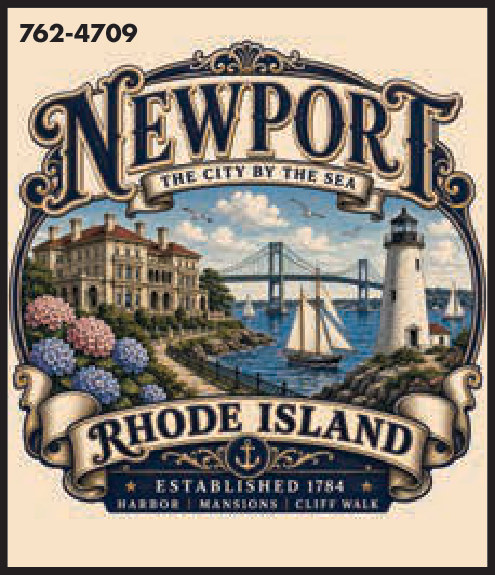 762-4709
NEWPORT
THE CITY BY THE SEA
RHODE ISLAND
ESTABLISHED 1784
HARBOR | MANSIONS | CLIFF WALK